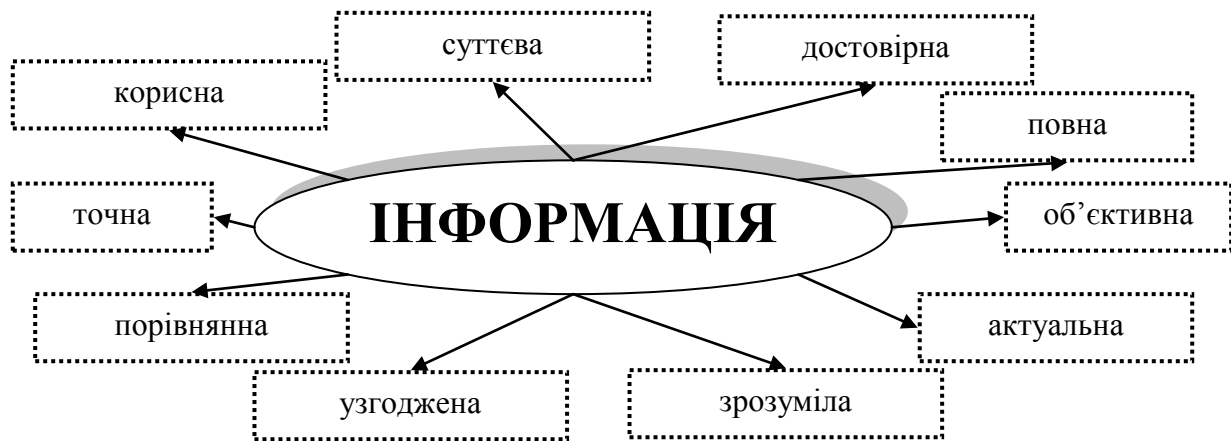 суттєва
достовірна
корисна
повна
точна
ІНФОРМАЦІЯ
об’єктивна
порівнянна
актуальна
узгоджена
зрозуміла